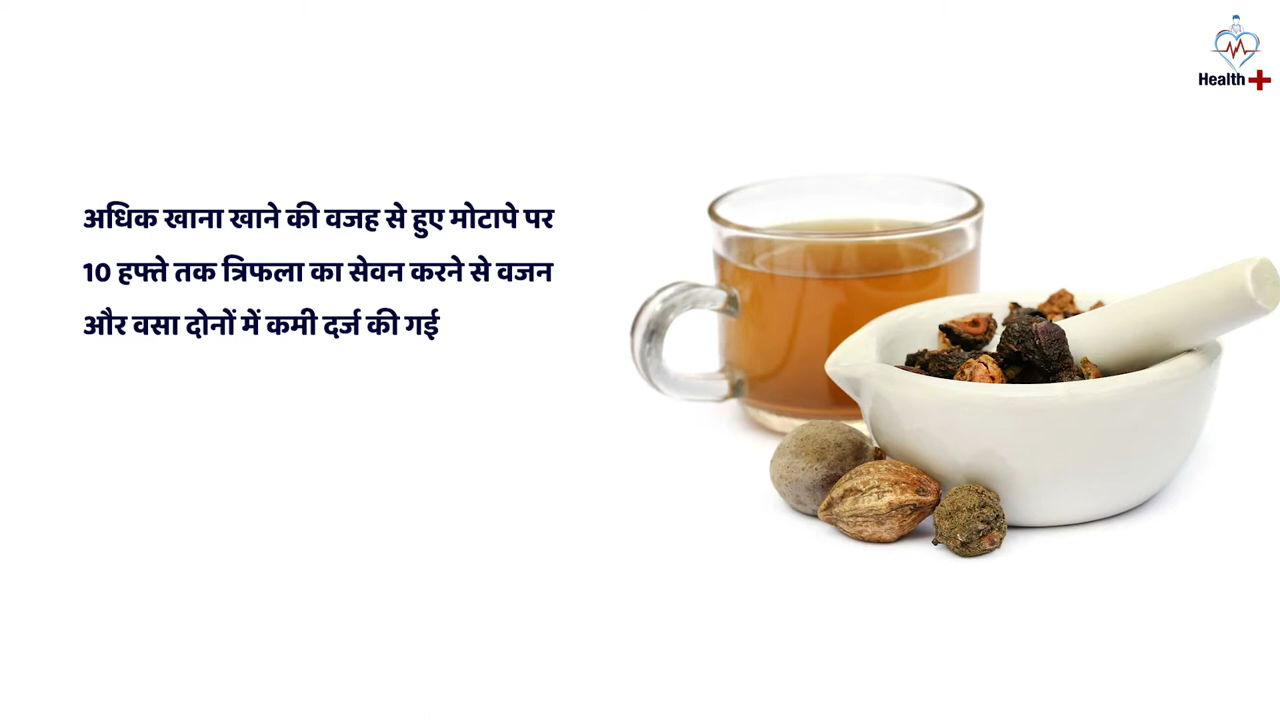 Health
अधिक खाना खाने की वजह से हुए मोटापे पर
10 हफ्ते तक त्रिफला का सेवन करने से वजन
और वसा दोनों में कमी दर्ज की गई